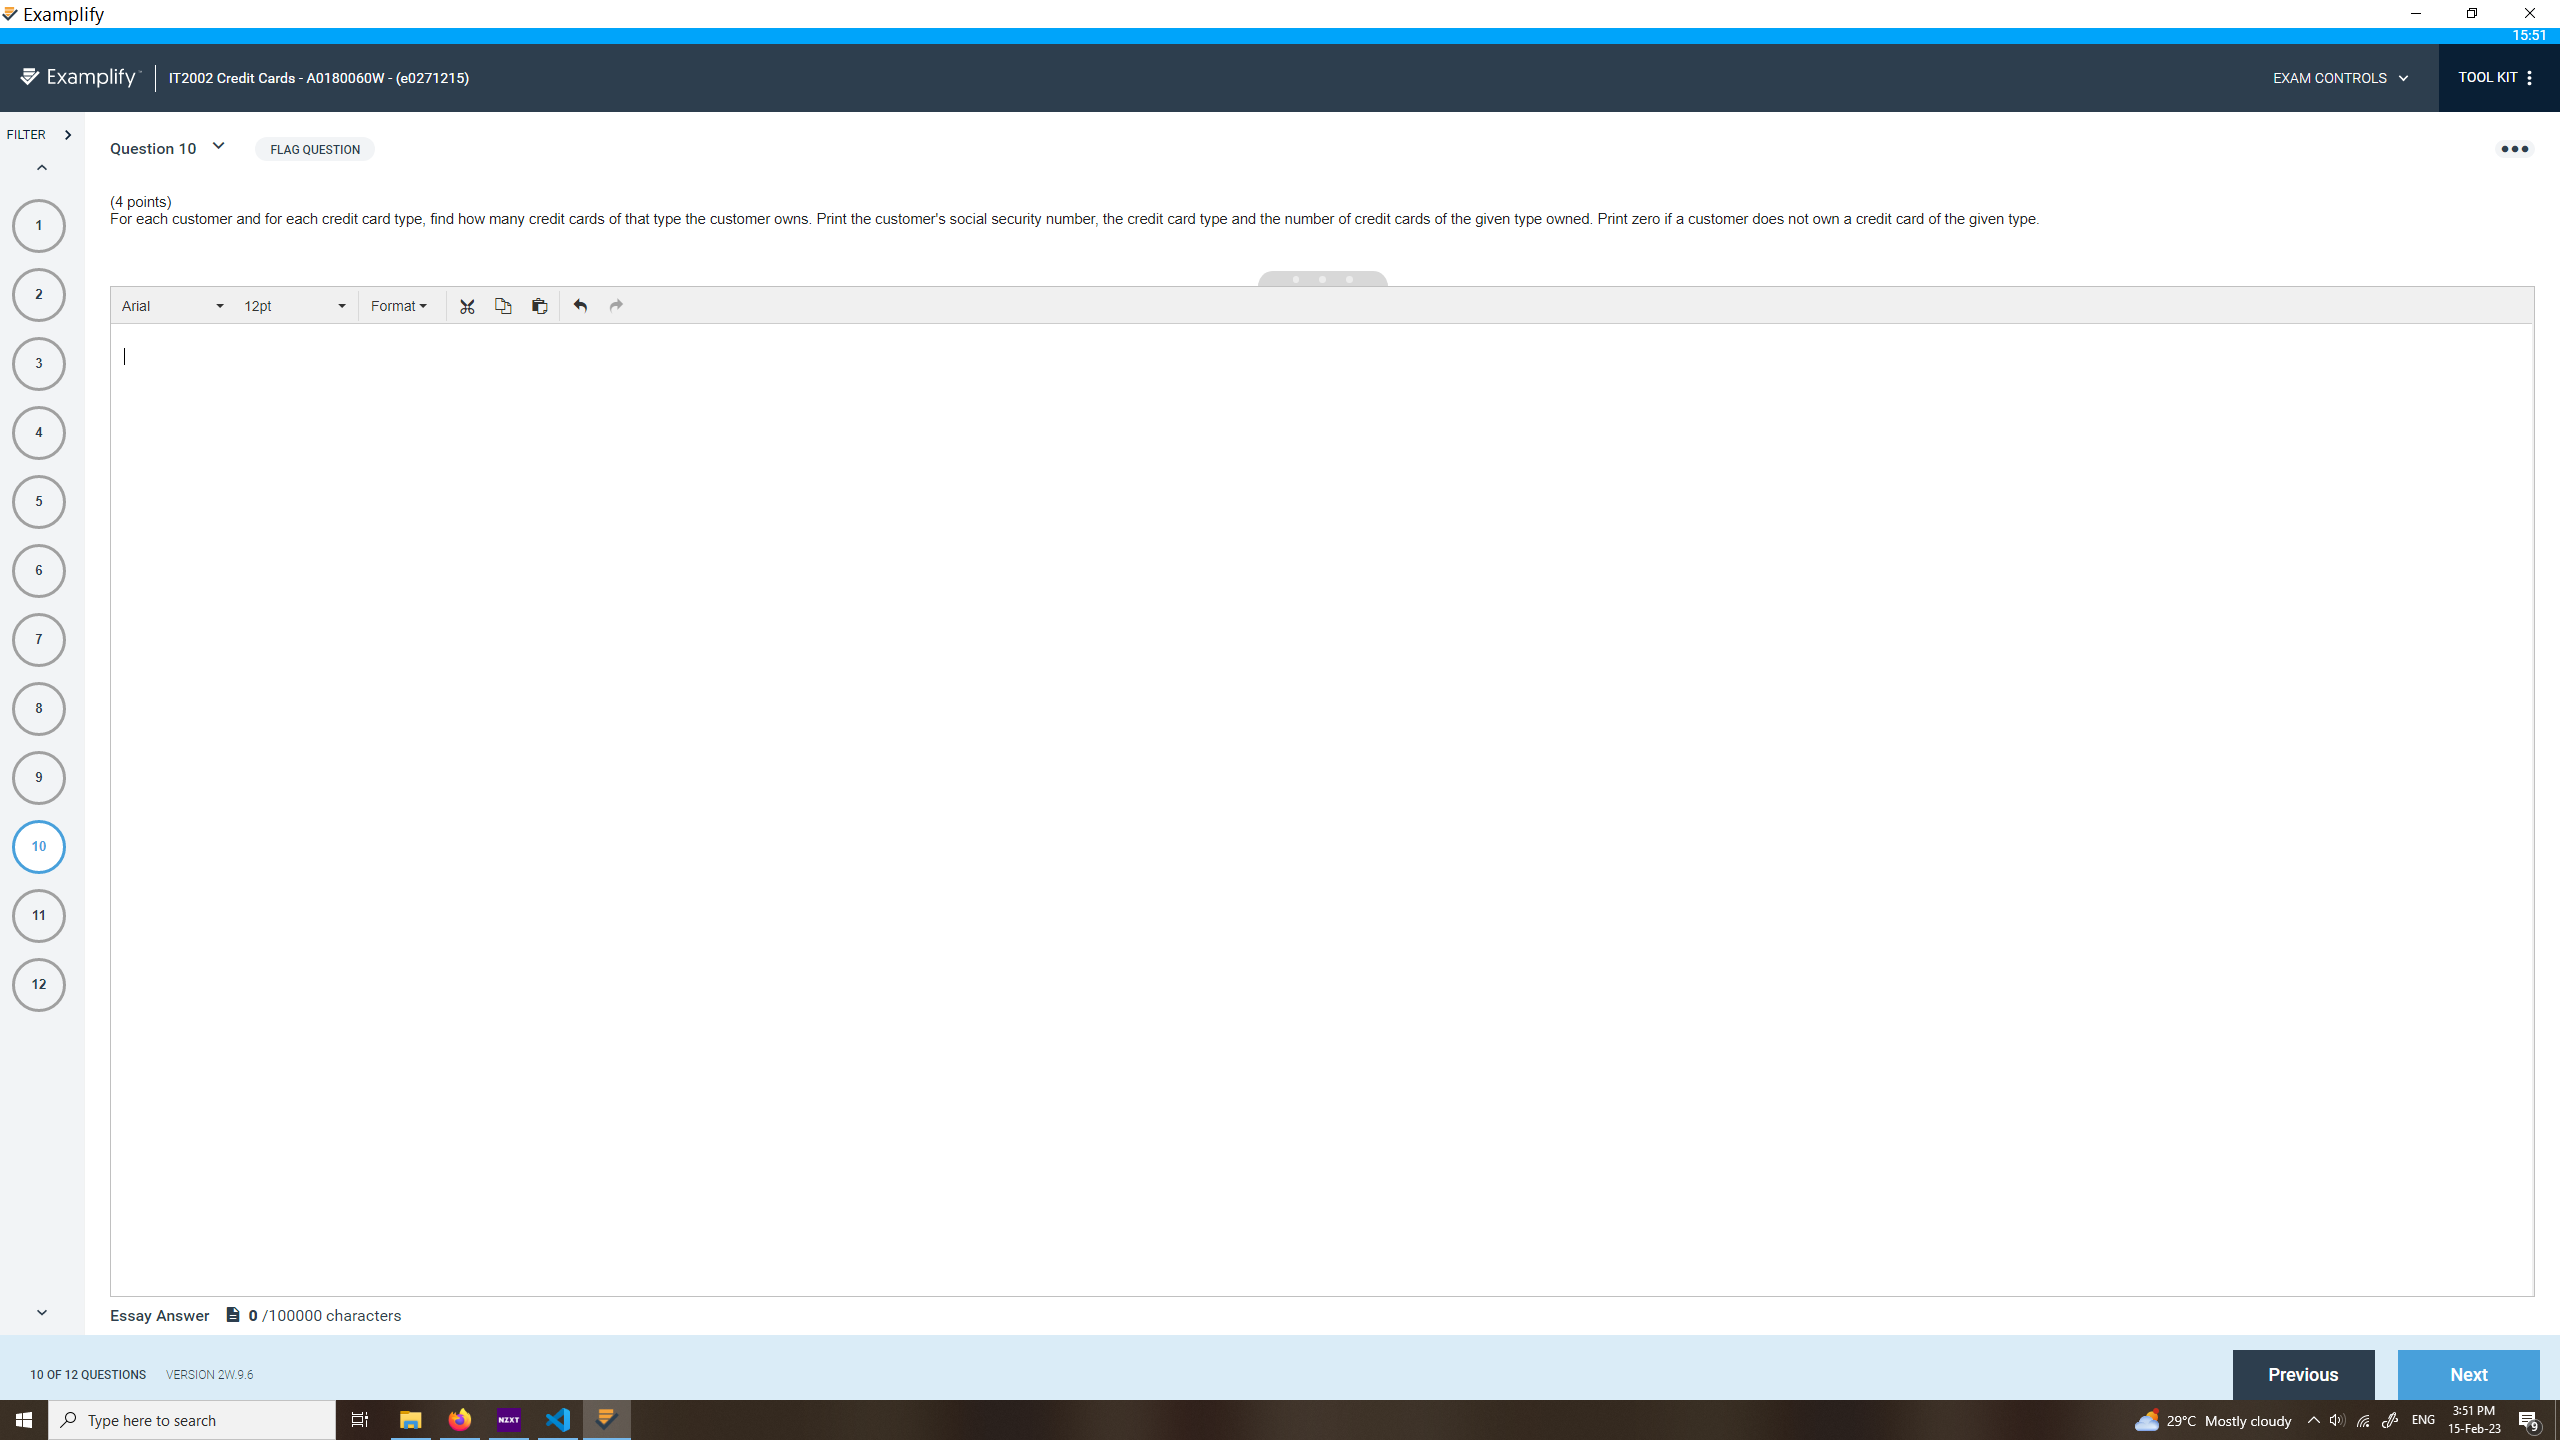 Examplify
15:51
Examplify
IT2002 Credit Cards - A0180060W - (e0271215)
EXAM CONTROLS
TOOL KIT
FILTER
Question 10
FLAG QUESTION
(4 points)
For each customer and for each credit card type, find how many credit cards of that type the customer owns. Print the customer's social security number, the credit card type and the number of credit cards of the given type owned. Print zero if a customer does not own a credit card of the given type.
Arial
12pt
Format
1
2
3
4
5
6
7
8
9
10
11
12
Essay Answer 0 /100000 characters
10 OF 12 QUESTIONS VERSION 2W.9.6
Previous
Next
Type here to search
NZXT
29°C Mostly cloudy
ENG
3:51 PM
15-Feb-23
9